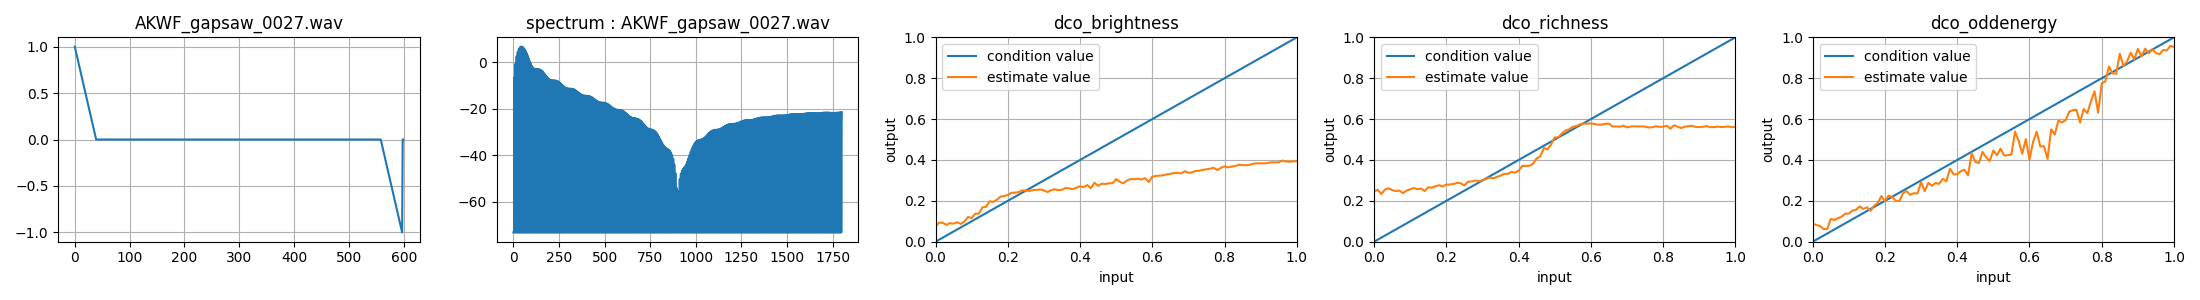 AKWF_gapsaw_0027.wav
1.0
0.5
0.0
−0.5
−1.0
0 100 200 300 400 500 600
spectrum : AKWF_gapsaw_0027.wav
0
−20
−40
−60
0 250 500 750 1000 1250 1500 1750
dco_brightness
condition value
estimate value
output
1.0
0.8
0.6
0.4
0.2
0.0
0.0 0.2 0.4 0.6 0.8 1.0
input
dco_richness
condition value
estimate value
output
1.0
0.8
0.6
0.4
0.2
0.0
0.0 0.2 0.4 0.6 0.8 1.0
input
dco_oddenergy
condition value
estimate value
output
1.0
0.8
0.6
0.4
0.2
0.0
0.0 0.2 0.4 0.6 0.8 1.0
input